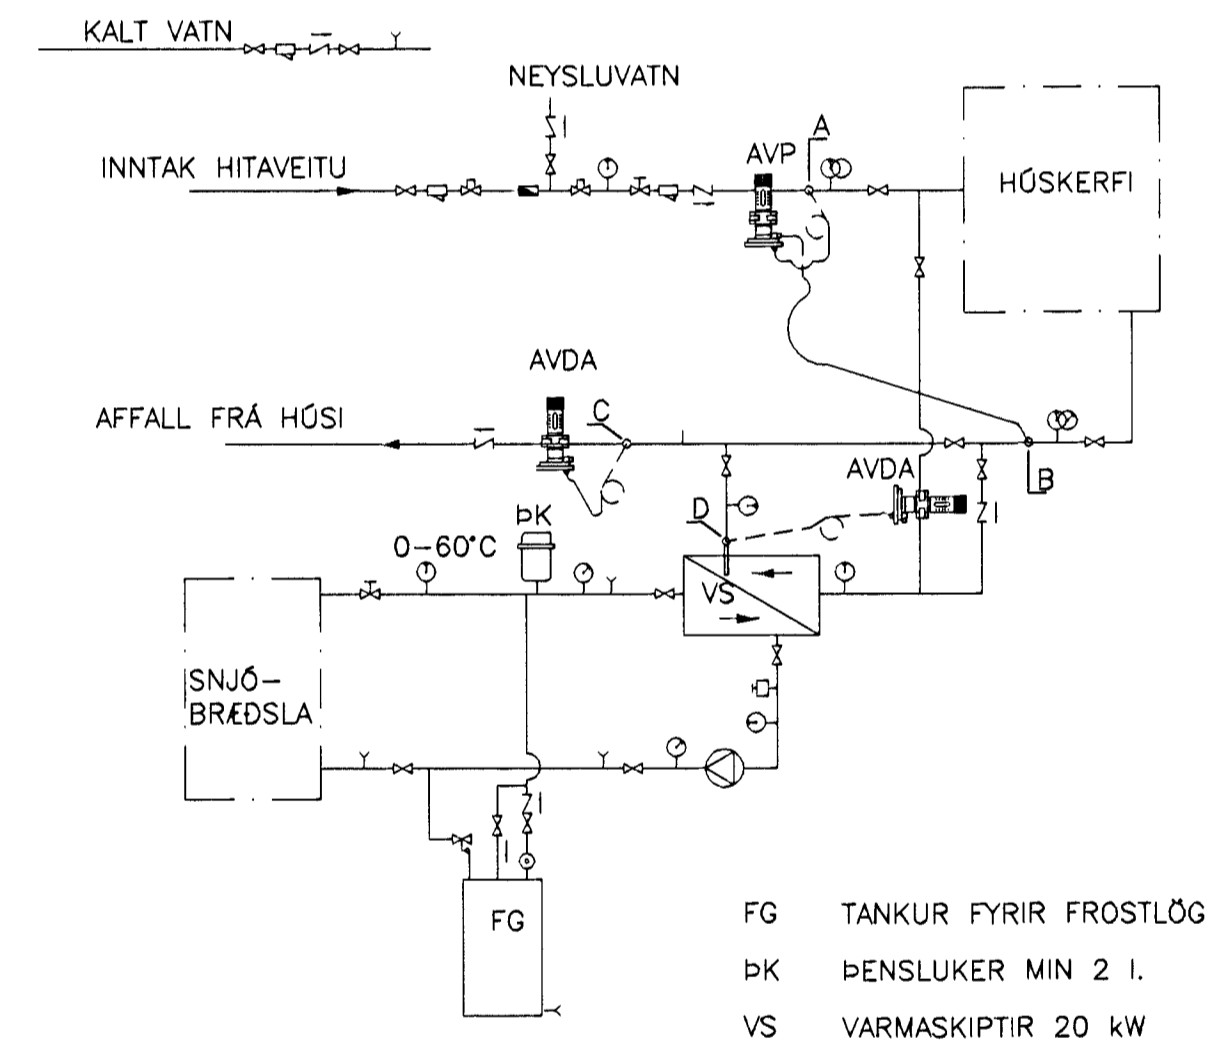 KALT VATN
NEYSLUVATN
A
AVP
INNTAK HITAVEITU
HÚSKERFI
AVDA
C
AFFALL FRÁ HÚSI
AVDA
B
ÞK
D
0–60°C
VS
SNJÓ–
BRÆÐSLA
FG
FG TANKUR FYRIR FROSTLÖG
ÞK ÞENSLUKER MIN 2 l.
VS VARMASKIPTIR 20 kW